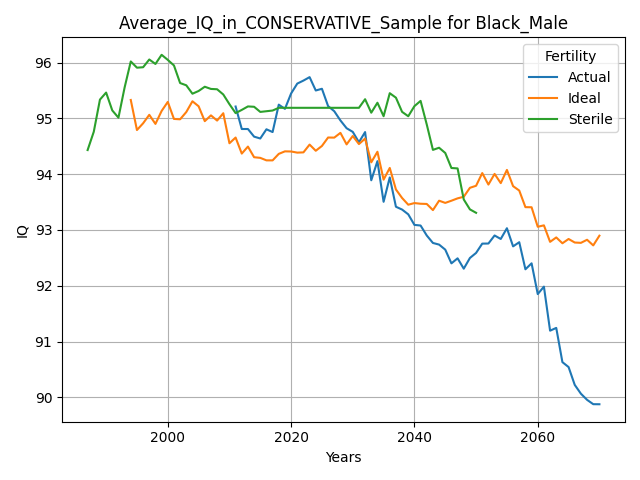 Average_IQ_in_CONSERVATIVE_Sample for Black_Male
Fertility
Actual
Ideal
Sterile
96
95
94
93
92
91
90
IQ
2000
2020
2040
2060
Years